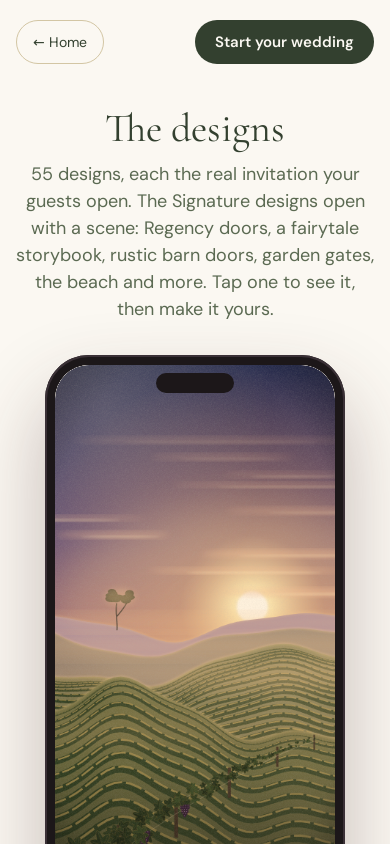 ← Home
Start your wedding
The designs
55 designs, each the real invitation your
guests open. The Signature designs open
with a scene: Regency doors, a fairytale
storybook, rustic barn doors, garden gates,
the beach and more. Tap one to see it,
then make it yours.